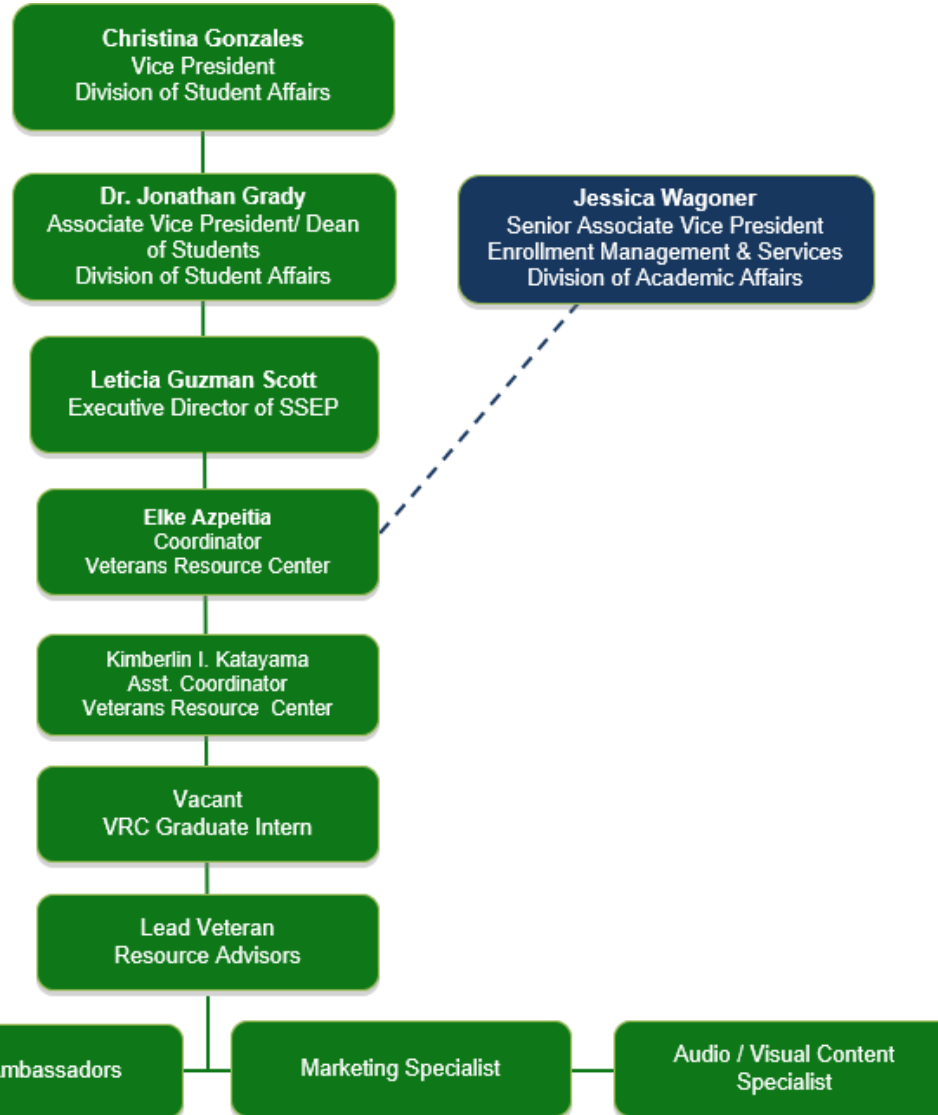 Christina Gonzales
Vice President
Division of Student Affairs
Dr. Jonathan Grady
Associate Vice President/ Dean
of Students
Division of Student Affairs
Jessica Wagoner
Senior Associate Vice President
Enrollment Management & Services
Division of Academic Affairs
Leticia Guzman Scott
Executive Director of SSEP
Elke Azpeitia
Coordinator
Veterans Resource Center
Kimberlin I. Katayama
Asst. Coordinator
Veterans Resource Center
Vacant
VRC Graduate Intern
Lead Veteran
Resource Advisors
Marketing Specialist
Audio / Visual Content
Specialist